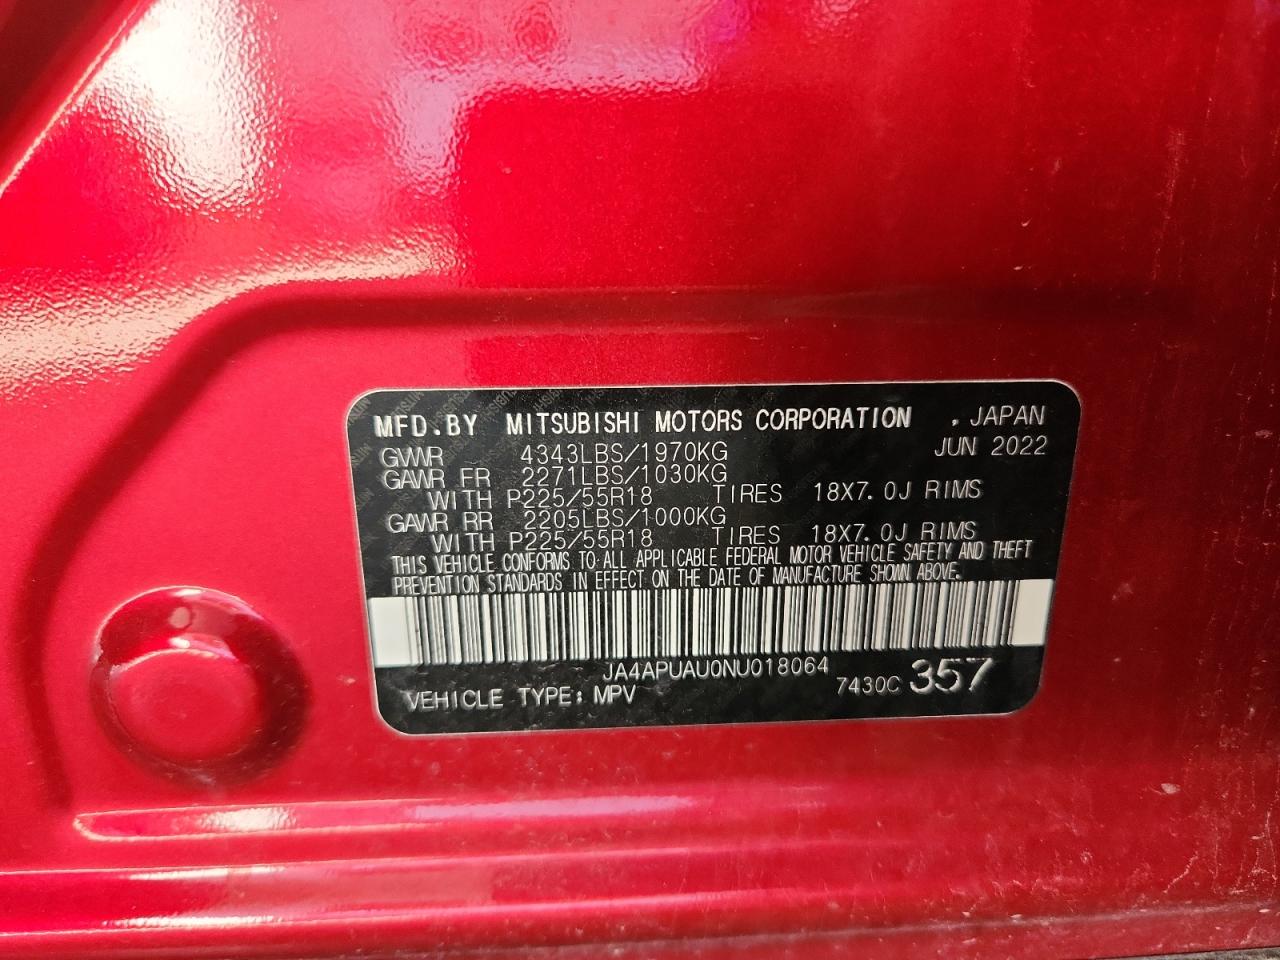 MFD.BY MITSUBISHI MOTORS CORPORATION , JAPAN
GVWR 4343LBS/1970KG JUN 2022
GAWR FR 2271LBS/1030KG
WITH P225/55R18 TIRES 18X7.0J RIMS
GAWR RR 2205LBS/1000KG
WITH P225/55R18 TIRES 18X7.0J RIMS
THIS VEHICLE CONFORMS TO ALL APPLICABLE FEDERAL MOTOR VEHICLE SAFETY AND THEFT
PREVENTION STANDARDS IN EFFECT ON THE DATE OF MANUFACTURE SHOWN ABOVE.
JA4APUAU0NU018064
VEHICLE TYPE: MPV 7430C 357